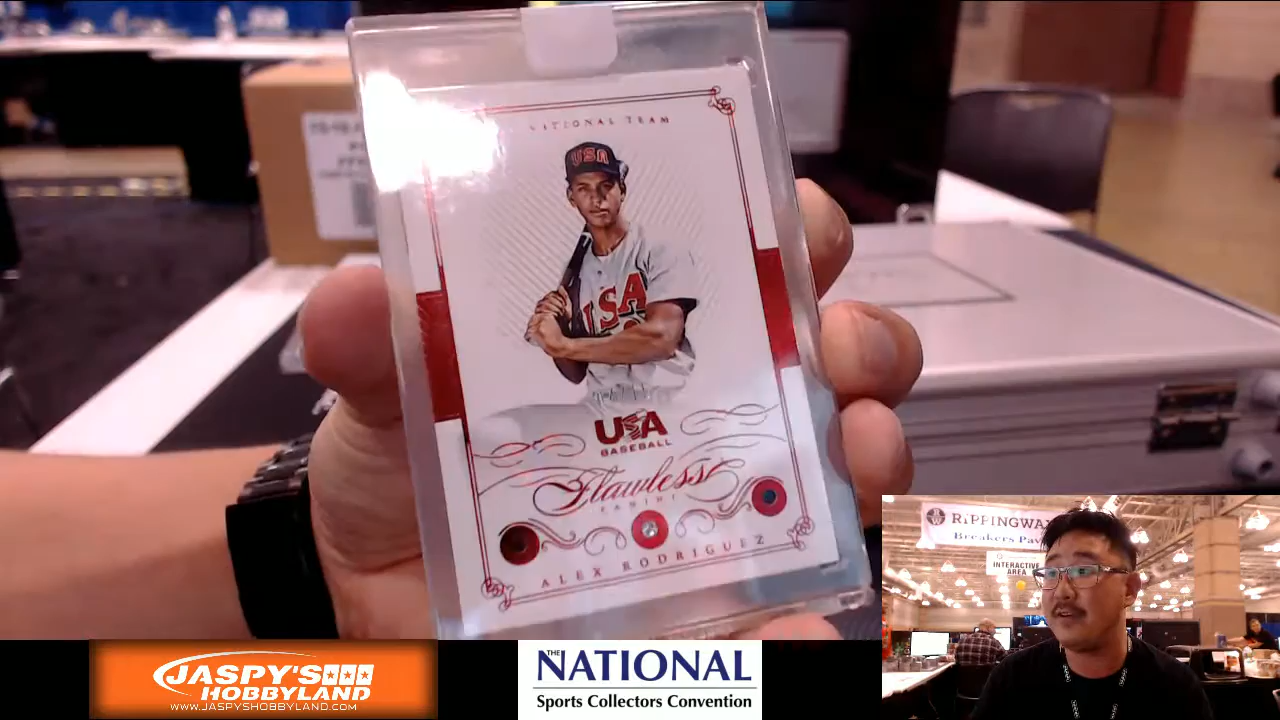 NATIONAL TEAM
USA
USA
USA
BASEBALL
Flawless
PANINI
ALEX RODRIGUEZ
RIPPINGWAX
Breakers Pav
INTERACTIVE
AREA
JASPY'S
HOBBYLAND
WWW.JASPYSHOBBYLAND.COM
THE NATIONAL
Sports Collectors Convention